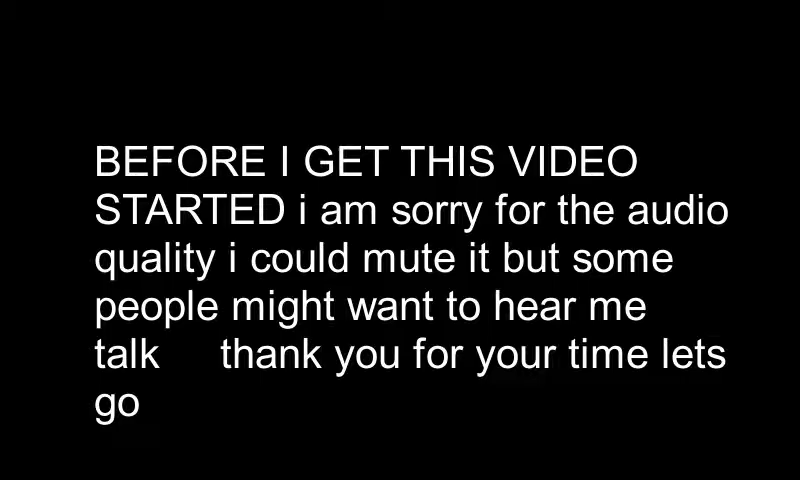 BEFORE I GET THIS VIDEO
STARTED i am sorry for the audio
quality i could mute it but some
people might want to hear me
talk     thank you for your time lets
go